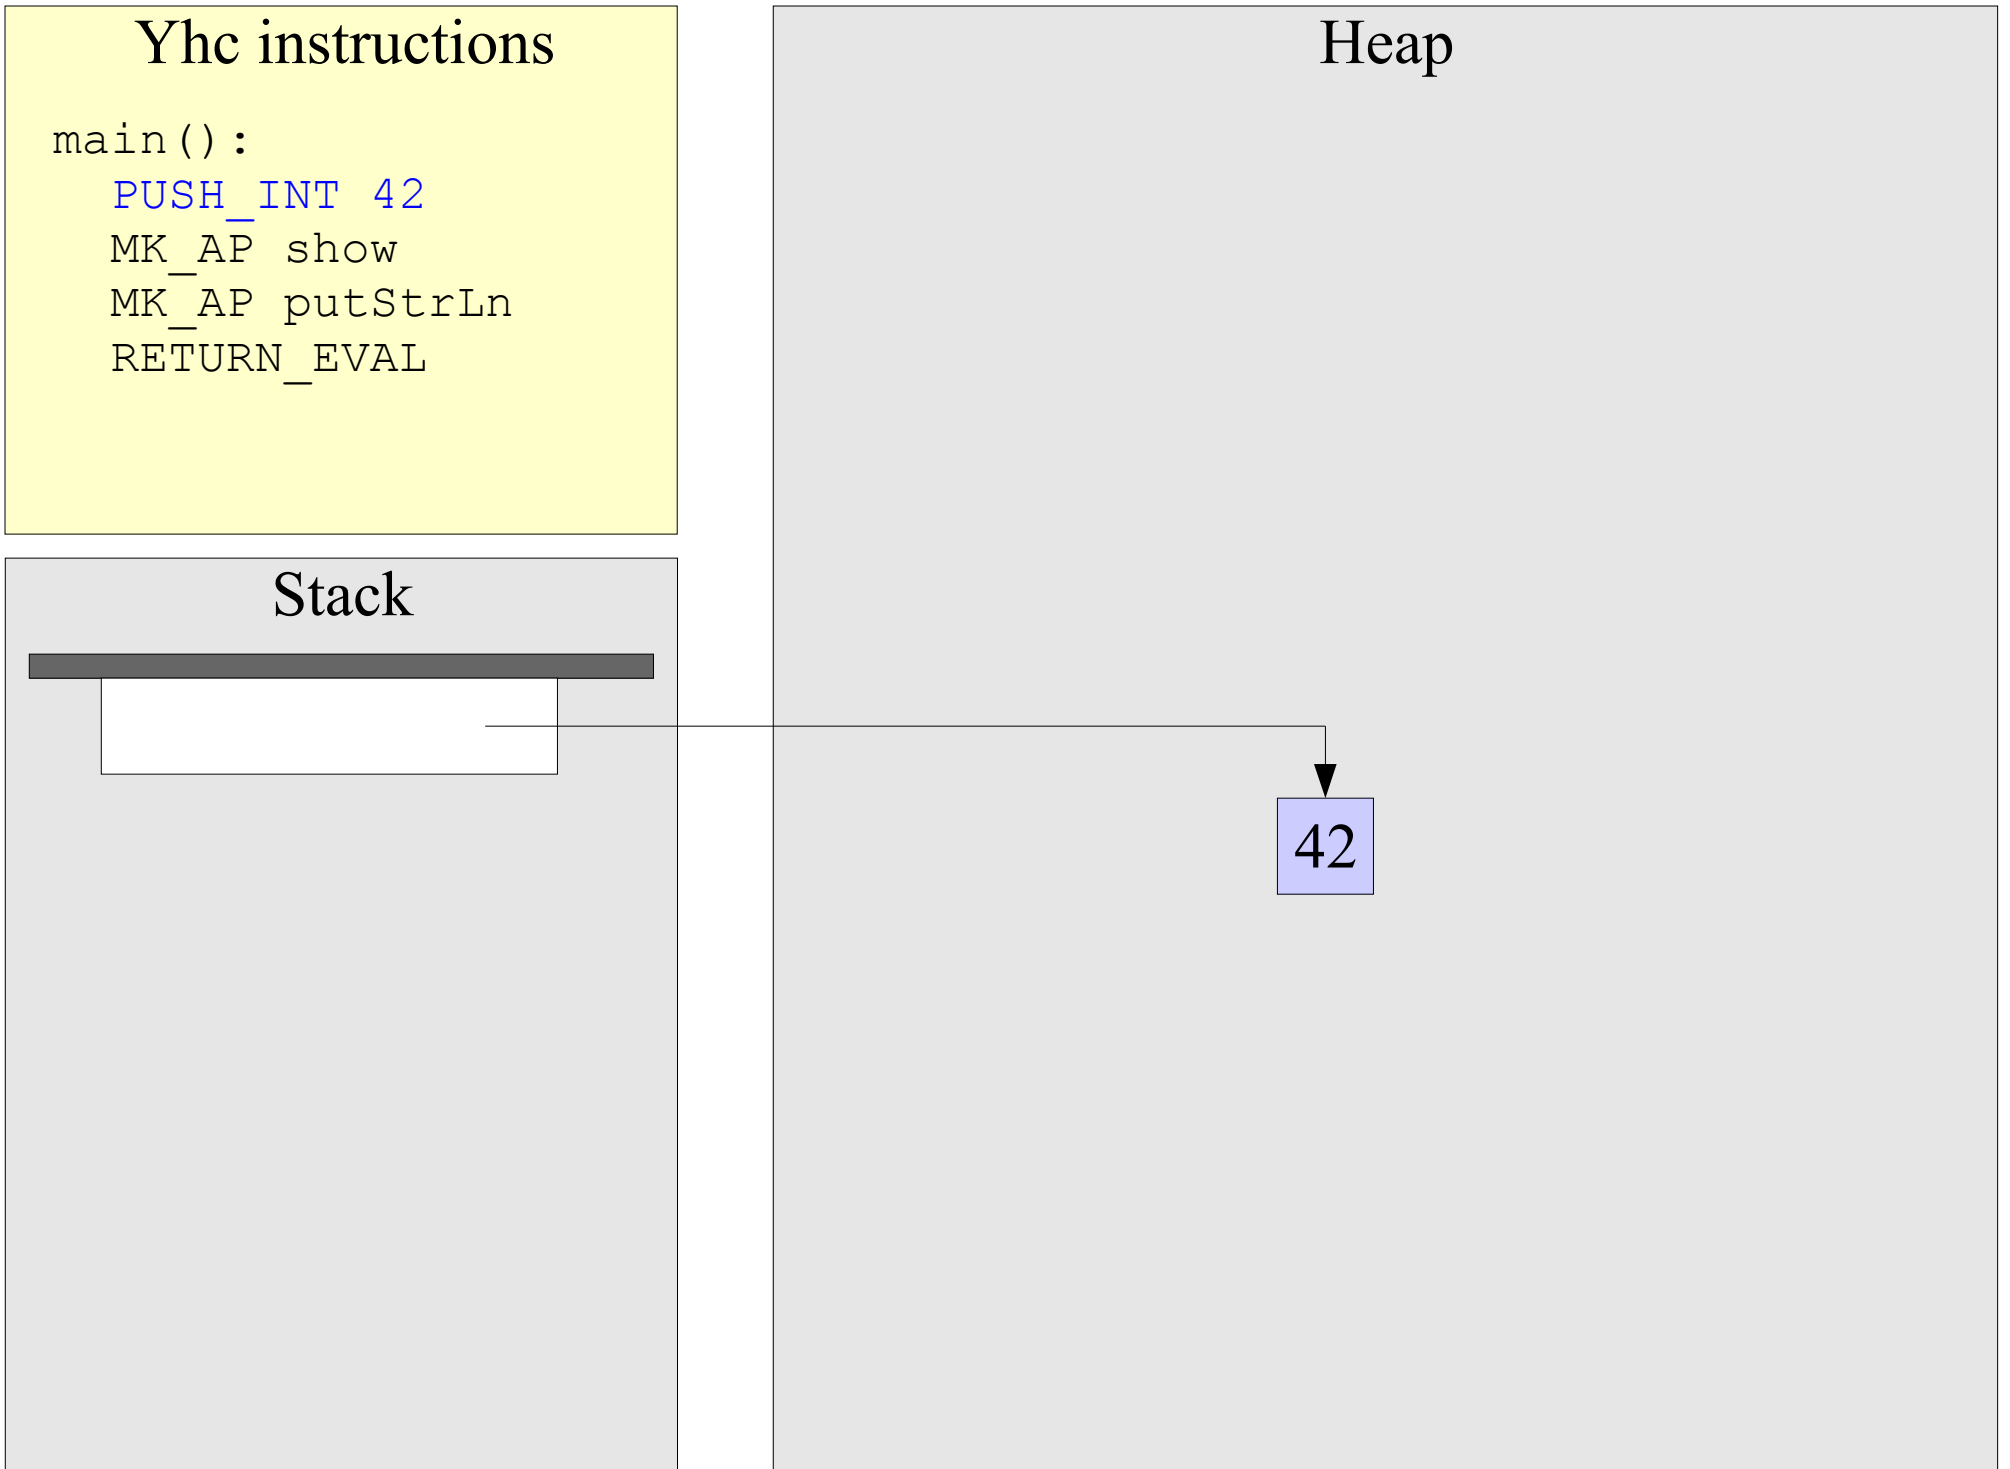 Yhc instructions
main():
PUSH_INT 42
MK_AP show
MK_AP putStrLn
RETURN_EVAL
Stack
Heap
42